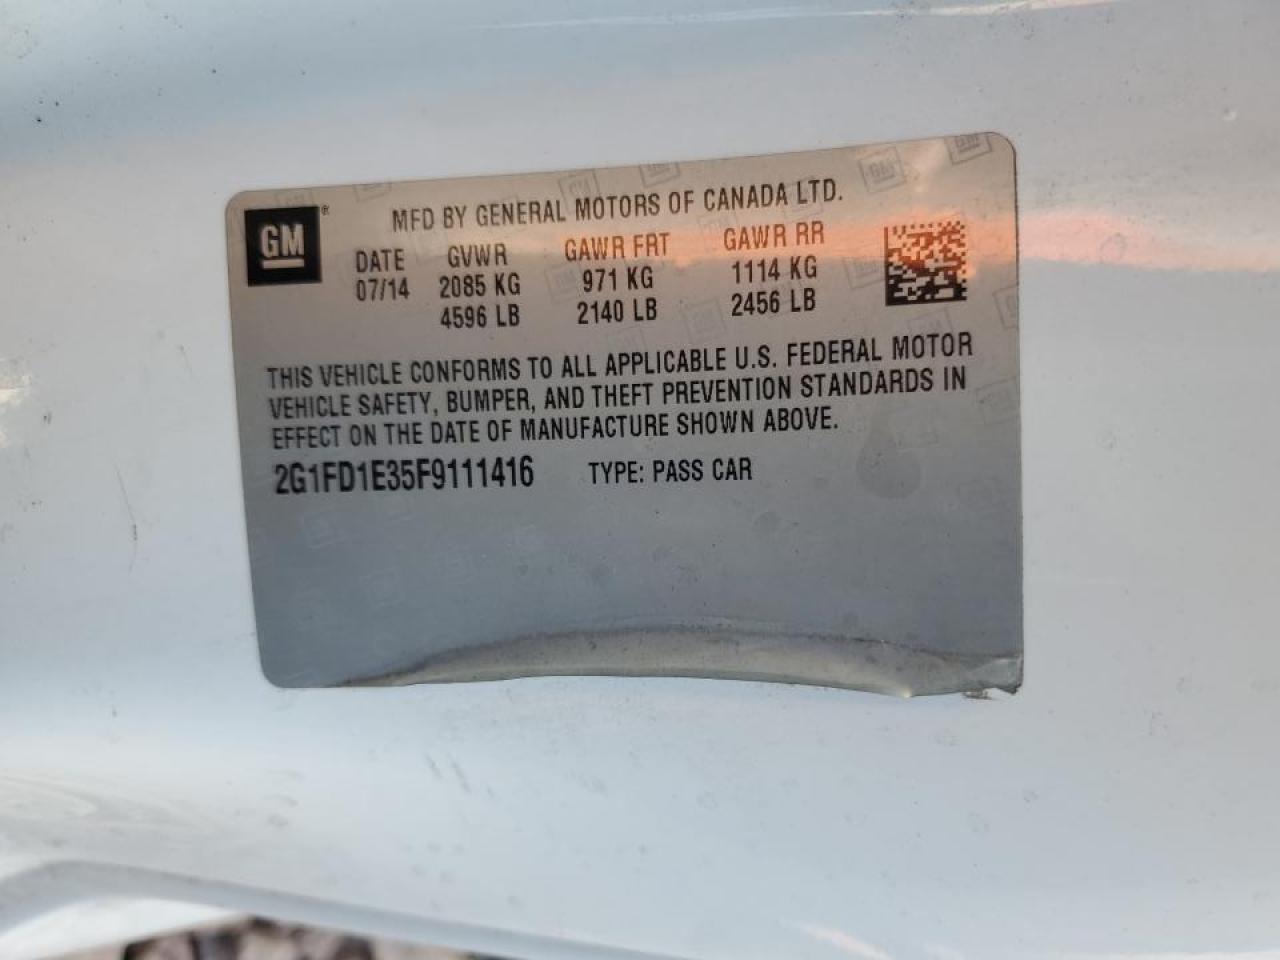 GM®
MFD BY GENERAL MOTORS OF CANADA LTD.
DATE GVWR GAWR FRT GAWR RR
07/14 2085 KG 971 KG 1114 KG
4596 LB 2140 LB 2456 LB
THIS VEHICLE CONFORMS TO ALL APPLICABLE U.S. FEDERAL MOTOR
VEHICLE SAFETY, BUMPER, AND THEFT PREVENTION STANDARDS IN
EFFECT ON THE DATE OF MANUFACTURE SHOWN ABOVE.
2G1FD1E35F9111416 TYPE: PASS CAR